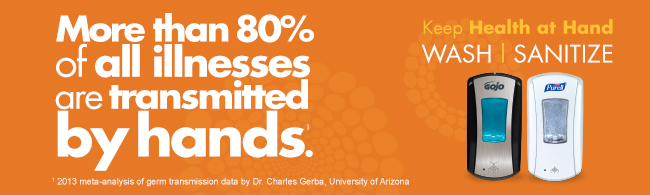 More than 80%
of all illnesses
are transmitted
by hands.¹
¹ 2013 meta-analysis of germ transmission data by Dr. Charles Gerba, University of Arizona
Keep Health at Hand
WASH | SANITIZE
GOJO
Purell